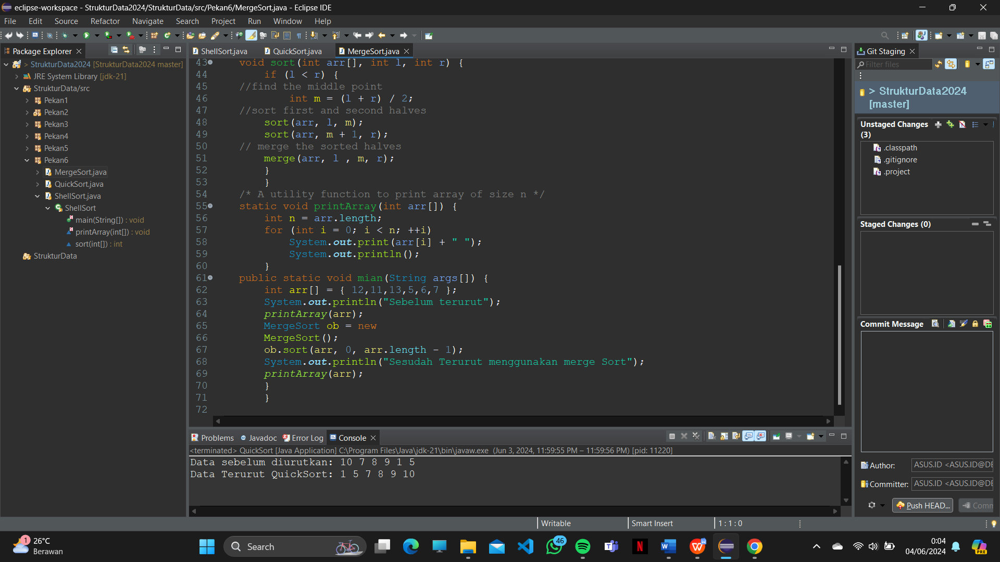 eclipse-workspace - StrukturData2024/StrukturData/src/Pekan6/MergeSort.java - Eclipse IDE
File Edit Source Refactor Navigate Search Project Run Window Help
Package Explorer
> StrukturData2024 [StrukturData2024 master]
JRE System Library [jdk-21]
StrukturData/src
Pekan1
Pekan2
Pekan3
Pekan4
Pekan5
Pekan6
MergeSort.java
QuickSort.java
ShellSort.java
ShellSort
main(String[]) : void
printArray(int[]) : void
sort(int[]) : int
StrukturData
ShellSort.java QuickSort.java MergeSort.java
43 void sort(int arr[], int l, int r) {
44 if (l < r) {
45 //find the middle point
46 int m = (l + r) / 2;
47 //sort first and second halves
48 sort(arr, l, m);
49 sort(arr, m + 1, r);
50 // merge the sorted halves
51 merge(arr, l , m, r);
52 }
53 }
54 /* A utility function to print array of size n */
55 static void printArray(int arr[]) {
56 int n = arr.length;
57 for (int i = 0; i < n; ++i)
58 System.out.print(arr[i] + " ");
59 System.out.println();
60 }
61 public static void mian(String args[]) {
62 int arr[] = { 12,11,13,5,6,7 };
63 System.out.println("Sebelum terurut");
64 printArray(arr);
65 MergeSort ob = new
66 MergeSort();
67 ob.sort(arr, 0, arr.length - 1);
68 System.out.println("Sesudah Terurut menggunakan merge Sort");
69 printArray(arr);
70 }
71 }
72
Problems Javadoc Error Log Console
<terminated> QuickSort [Java Application] C:\Program Files\Java\jdk-21\bin\javaw.exe (Jun 3, 2024, 11:59:55 PM – 11:59:56 PM) [pid: 11220]
Data sebelum diurutkan: 10 7 8 9 1 5
Data Terurut QuickSort: 1 5 7 8 9 10
Git Staging
Filter files
> StrukturData2024
[master]
Unstaged Changes
(3)
.classpath
.gitignore
.project
Staged Changes (0)
Commit Message
Author: ASUS.ID <ASUS.ID@DE
Committer: ASUS.ID <ASUS.ID@DE
Push HEAD... Comm
Writable Smart Insert 1 : 1 : 0
1
26°C
Berawan
Search
46
0:04
04/06/2024
PRE